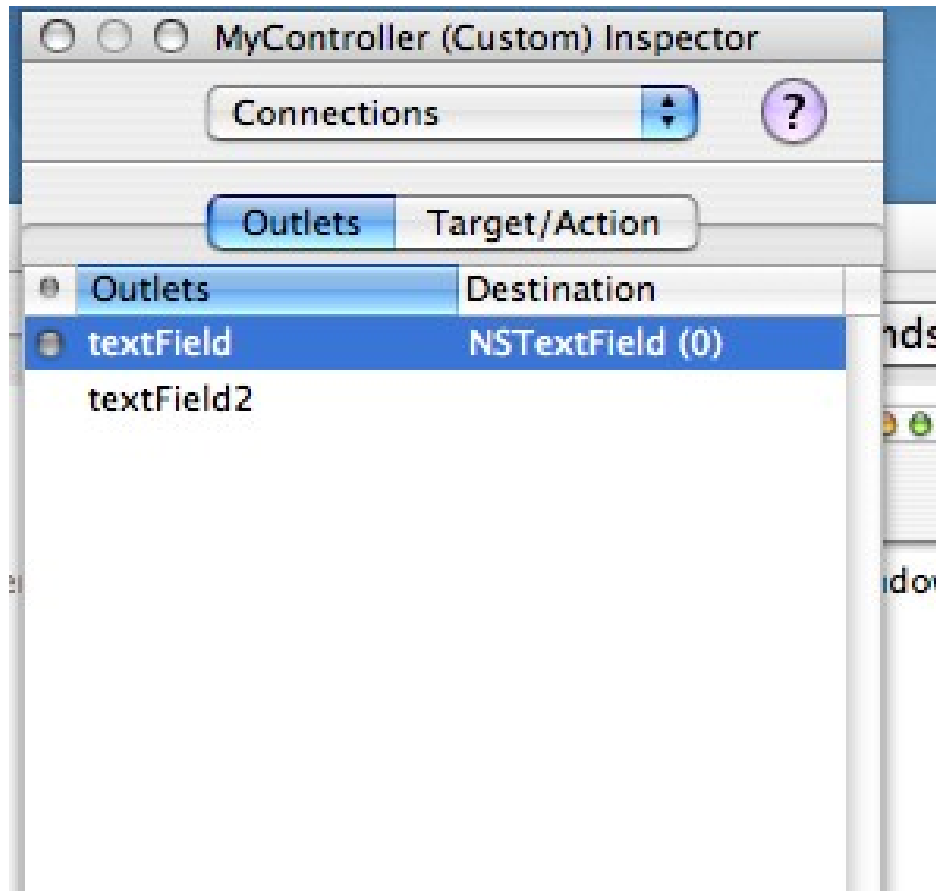 MyController (Custom) Inspector
Connections
?
Outlets Target/Action
Outlets Destination
textField NSTextField (0)
textField2